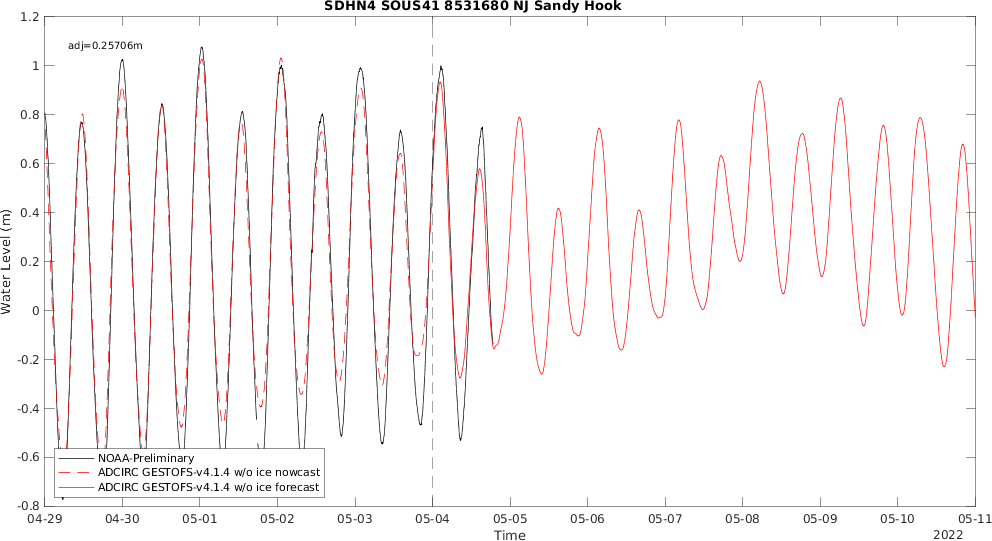 SDHN4 SOUS41 8531680 NJ Sandy Hook
adj=0.25706m
Water Level (m)
1.2
1
0.8
0.6
0.4
0.2
0
-0.2
-0.4
-0.6
-0.8
NOAA-Preliminary
ADCIRC GESTOFS-v4.1.4 w/o ice nowcast
ADCIRC GESTOFS-v4.1.4 w/o ice forecast
04-29 04-30 05-01 05-02 05-03 05-04 05-05 05-06 05-07 05-08 05-09 05-10 05-11
Time
2022